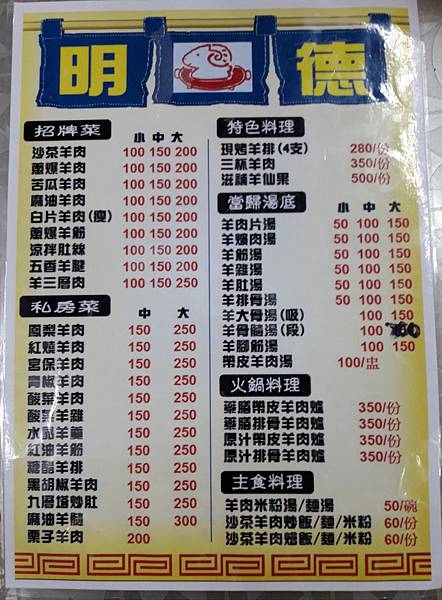 明德
招牌菜 小 中 大
沙茶羊肉 100 150 200
蔥爆羊肉 100 150 200
苦瓜羊肉 100 150 200
麻油羊肉 100 150 200
白片羊肉(瘦) 100 150 200
蔥爆羊筋 100 150 200
涼拌肚絲 100 150 200
五香羊腱 100 150 200
羊三層肉 100 150 250
私房菜 中 大
鳳梨羊肉 150 250
紅燒羊肉 150 250
宮保羊肉 150 250
青椒羊肉 150 250
酸菜羊肉 150 250
酸菜羊雜 150 250
水晶羊羹 150 250
紅油羊筋 150 250
糖醋羊排 150 250
黑胡椒羊肉 150 250
九層塔炒肚 150 250
麻油羊髓 150 300
栗子羊肉 200
特色料理
現烤羊排(4支) 280/份
三杯羊肉 350/份
滋補羊仙果 500/份
當歸湯底 小 中 大
羊肉片湯 50 100 150
羊爆肉湯 50 100 150
羊筋湯 50 100 150
羊雜湯 50 100 150
羊肚湯 50 100 150
羊排骨湯 50 100 150
羊大骨湯(吸) 100 150
羊骨髓湯(段) 100
羊腳筋湯 100 150
帶皮羊肉湯 100/盅
火鍋料理
藥膳帶皮羊肉爐 350/份
藥膳排骨羊肉爐 350/份
原汁帶皮羊肉爐 350/份
原汁排骨羊肉爐 350/份
主食料理
羊肉米粉湯/麵湯 50/碗
沙茶羊肉炒飯/麵/米粉 60/份
沙茶羊肉燴飯/麵/米粉 60/份